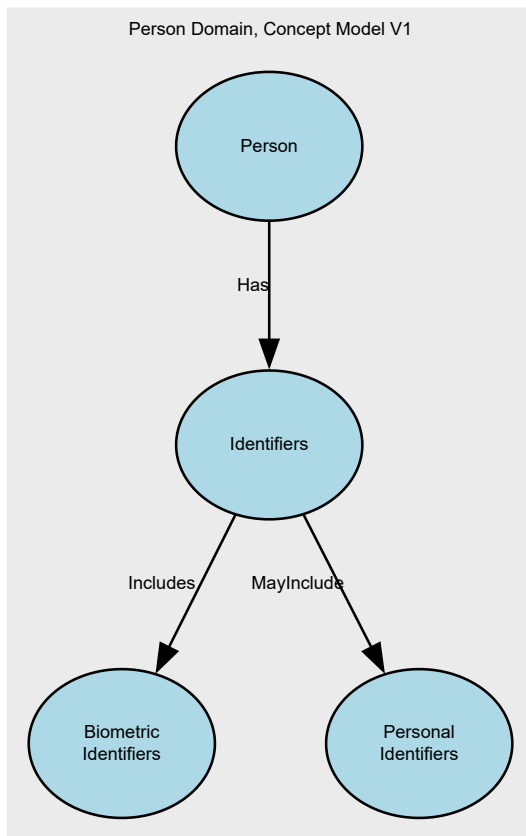 Person Domain, Concept Model V1
Person
Has
Identifiers
Includes
MayInclude
Biometric
Identifiers
Personal
Identifiers